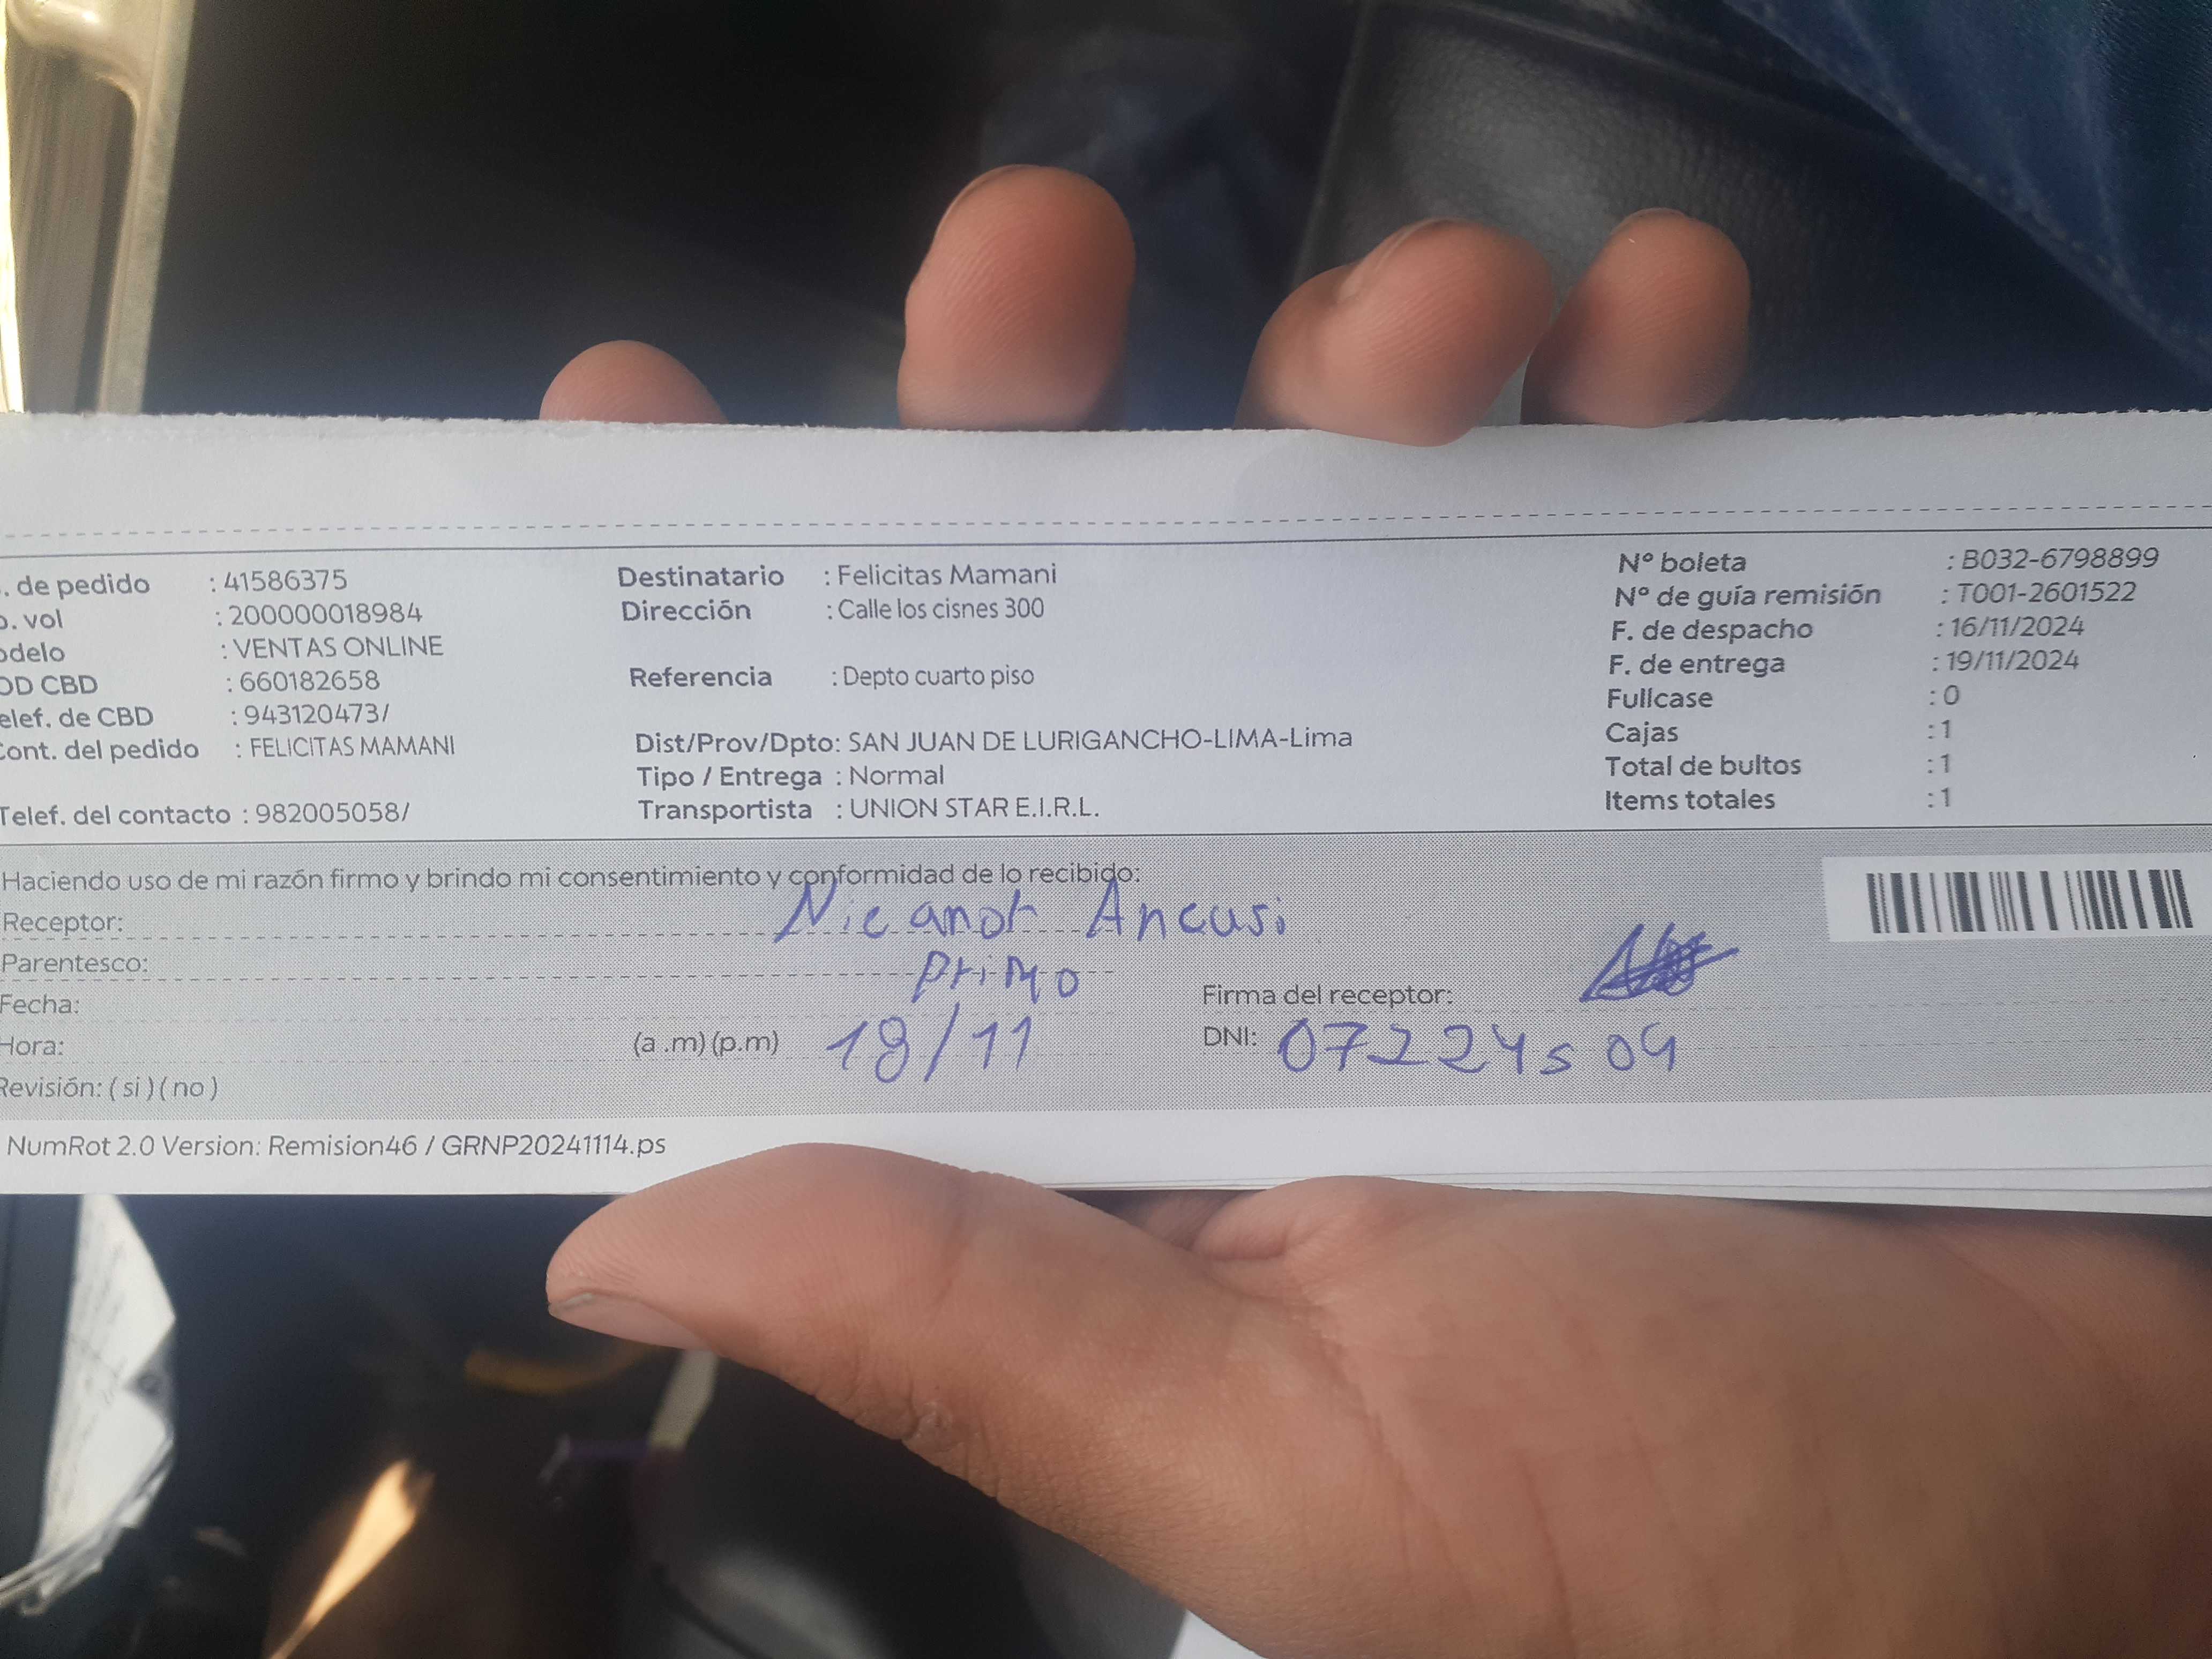 . de pedido : 41586375
o. vol : 200000018984
odelo : VENTAS ONLINE
OD CBD : 660182658
elef. de CBD : 943120473/
Cont. del pedido : FELICITAS MAMANI
Telef. del contacto : 982005058/
Destinatario : Felicitas Mamani
Dirección : Calle los cisnes 300
Referencia : Depto cuarto piso
Dist/Prov/Dpto: SAN JUAN DE LURIGANCHO-LIMA-Lima
Tipo / Entrega : Normal
Transportista : UNION STAR E.I.R.L.
N° boleta : B032-6798899
N° de guía remisión : T001-2601522
F. de despacho : 16/11/2024
F. de entrega : 19/11/2024
Fullcase : 0
Cajas : 1
Total de bultos : 1
Items totales : 1
Haciendo uso de mi razón firmo y brindo mi consentimiento y conformidad de lo recibido:
Receptor: Nicanor Ancusi
Parentesco: Primo
Fecha:
Hora: (a .m) (p.m) 18/11
Revisión: ( si ) ( no )
Firma del receptor:
DNI: 07224509
NumRot 2.0 Version: Remision46 / GRNP20241114.ps